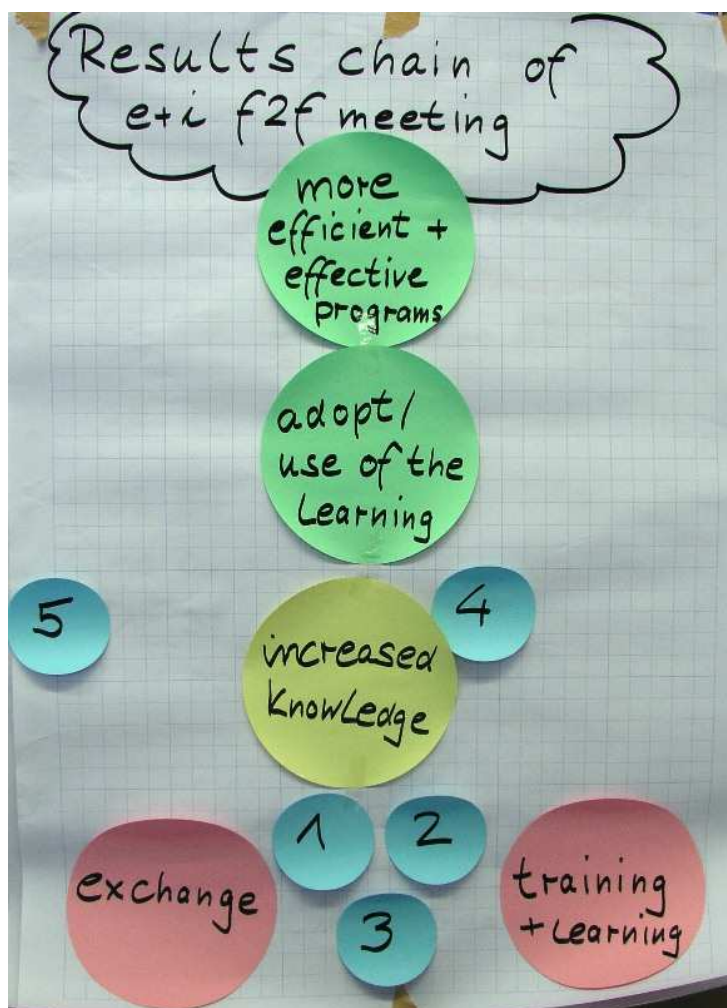 Results chain of
e+i f2f meeting
more
efficient +
effective
programs
adopt/
use of the
Learning
5
4
increased
knowledge
1
2
exchange
training
+ Learning
3